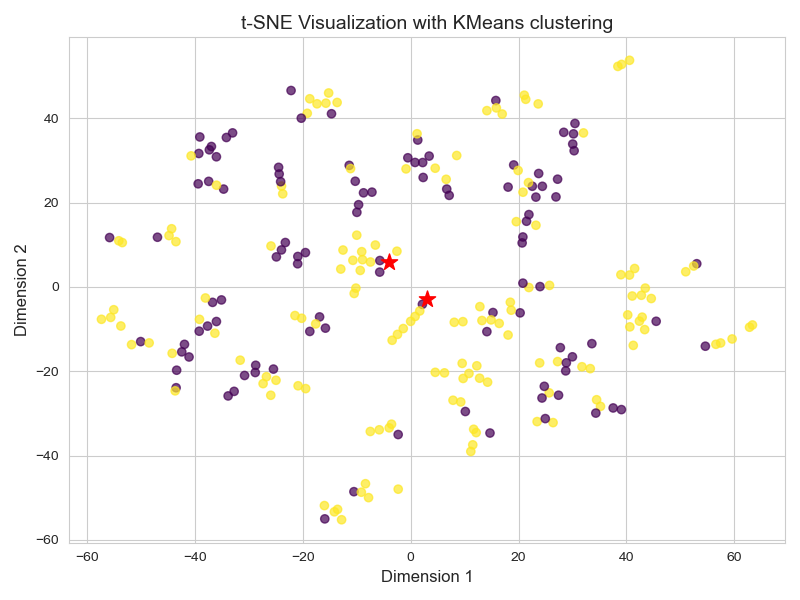 t-SNE Visualization with KMeans clustering
Dimension 2
40
20
0
−20
−40
−60
−60 −40 −20 0 20 40 60
Dimension 1